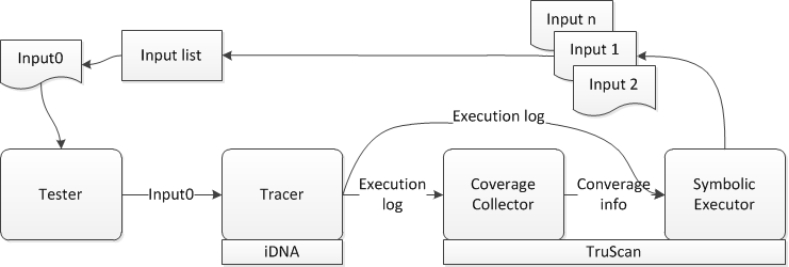 Input n
Input 1
Input 2
Input0
Input list
Execution log
Tester
Input0
Tracer
Execution
log
Coverage
Collector
Converage
info
Symbolic
Executor
iDNA
TruScan